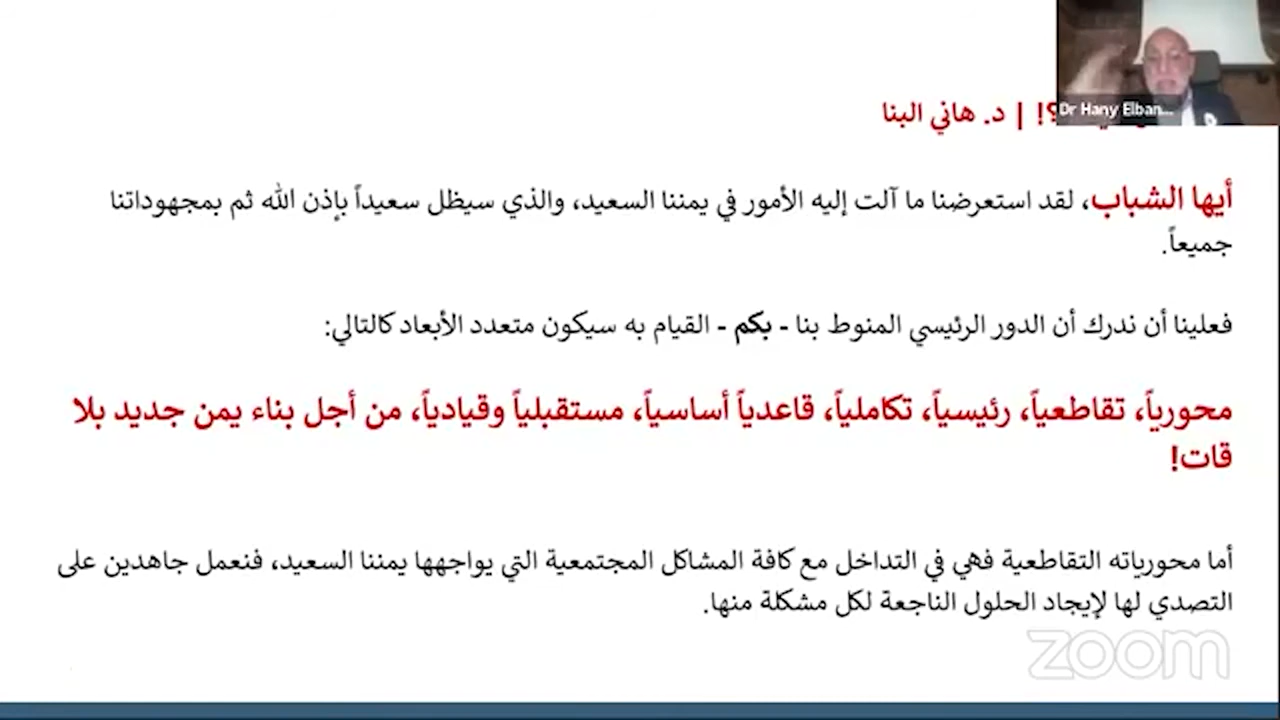 Dr Hany Elban...
؟! | د. هاني البنا
أيها الشباب، لقد استعرضنا ما آلت إليه الأمور في يمننا السعيد، والذي سيظل سعيداً بإذن الله ثم بمجهوداتنا
جميعاً.
فعلينا أن ندرك أن الدور الرئيسي المنوط بنا - بكم - القيام به سيكون متعدد الأبعاد كالتالي:
محورياً، تقاطعياً، رئيسياً، تكاملياً، قاعدياً أساسياً، مستقبلياً وقيادياً، من أجل بناء يمن جديد بلا
قات!
أما محورياته التقاطعية فهي في التداخل مع كافة المشاكل المجتمعية التي يواجهها يمننا السعيد، فنعمل جاهدين على
التصدي لها لإيجاد الحلول الناجعة لكل مشكلة منها.
zoom